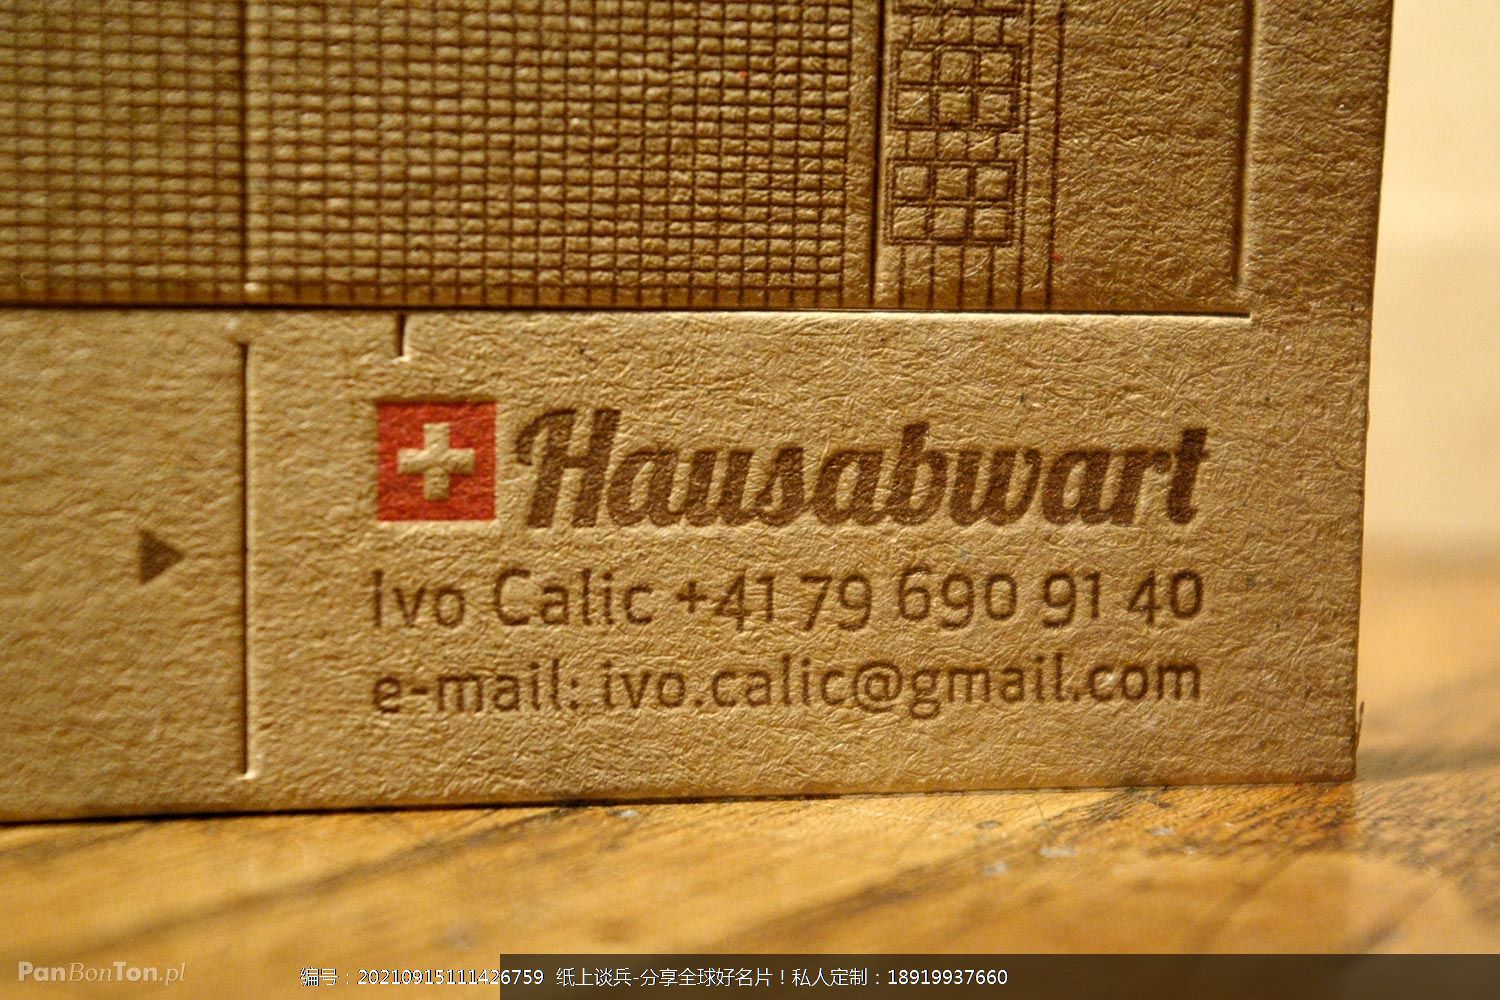 Hausabwart
Ivo Calic +41 79 690 91 40
e-mail: ivo.calic@gmail.com
PanBonTon.pl
编号：20210915111426759 纸上谈兵-分享全球好名片！私人定制：18919937660